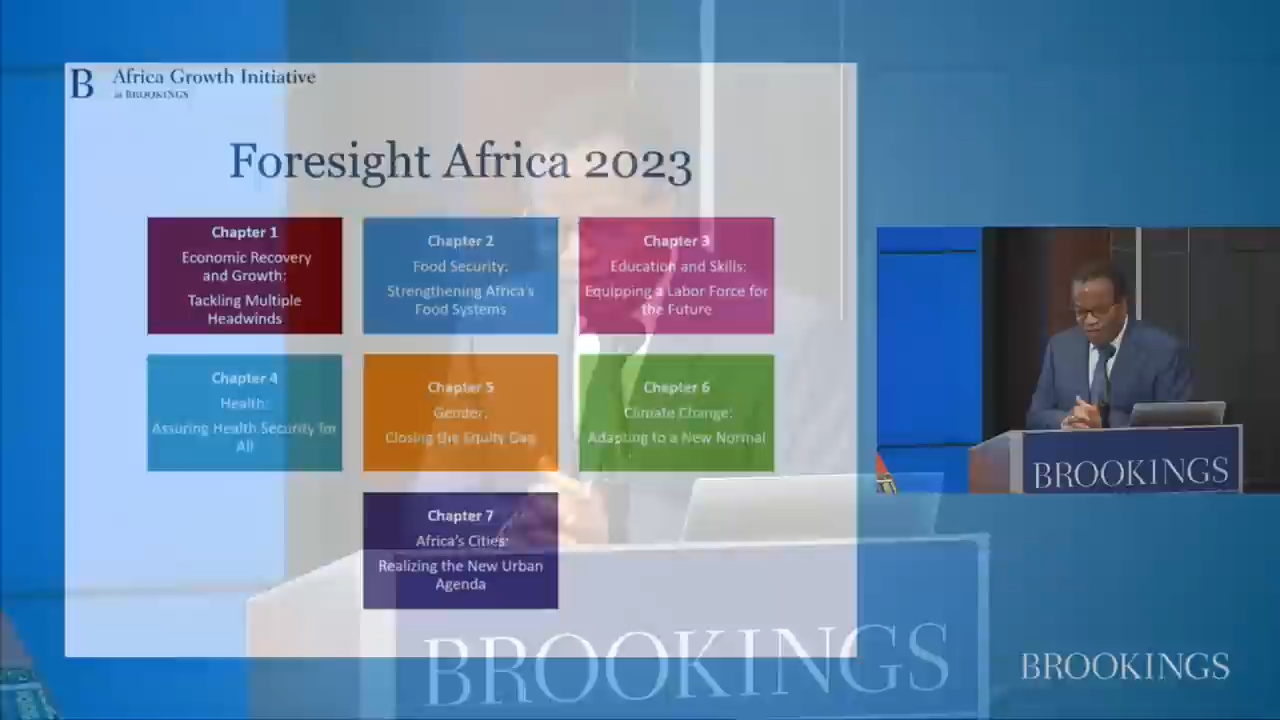 B Africa Growth Initiative
at BROOKINGS
Foresight Africa 2023
Chapter 1
Economic Recovery
and Growth:
Tackling Multiple
Headwinds
Chapter 2
Food Security:
Strengthening Africa's
Food Systems
Chapter 3
Education and Skills:
Equipping a Labor Force for
the Future
Chapter 4
Health:
Assuring Health Security for
All
Chapter 5
Gender:
Closing the Equity Gap
Chapter 6
Climate Change:
Adapting to a New Normal
Chapter 7
Africa's Cities:
Realizing the New Urban
Agenda
BROOKINGS
BROOKINGS
BROOKINGS